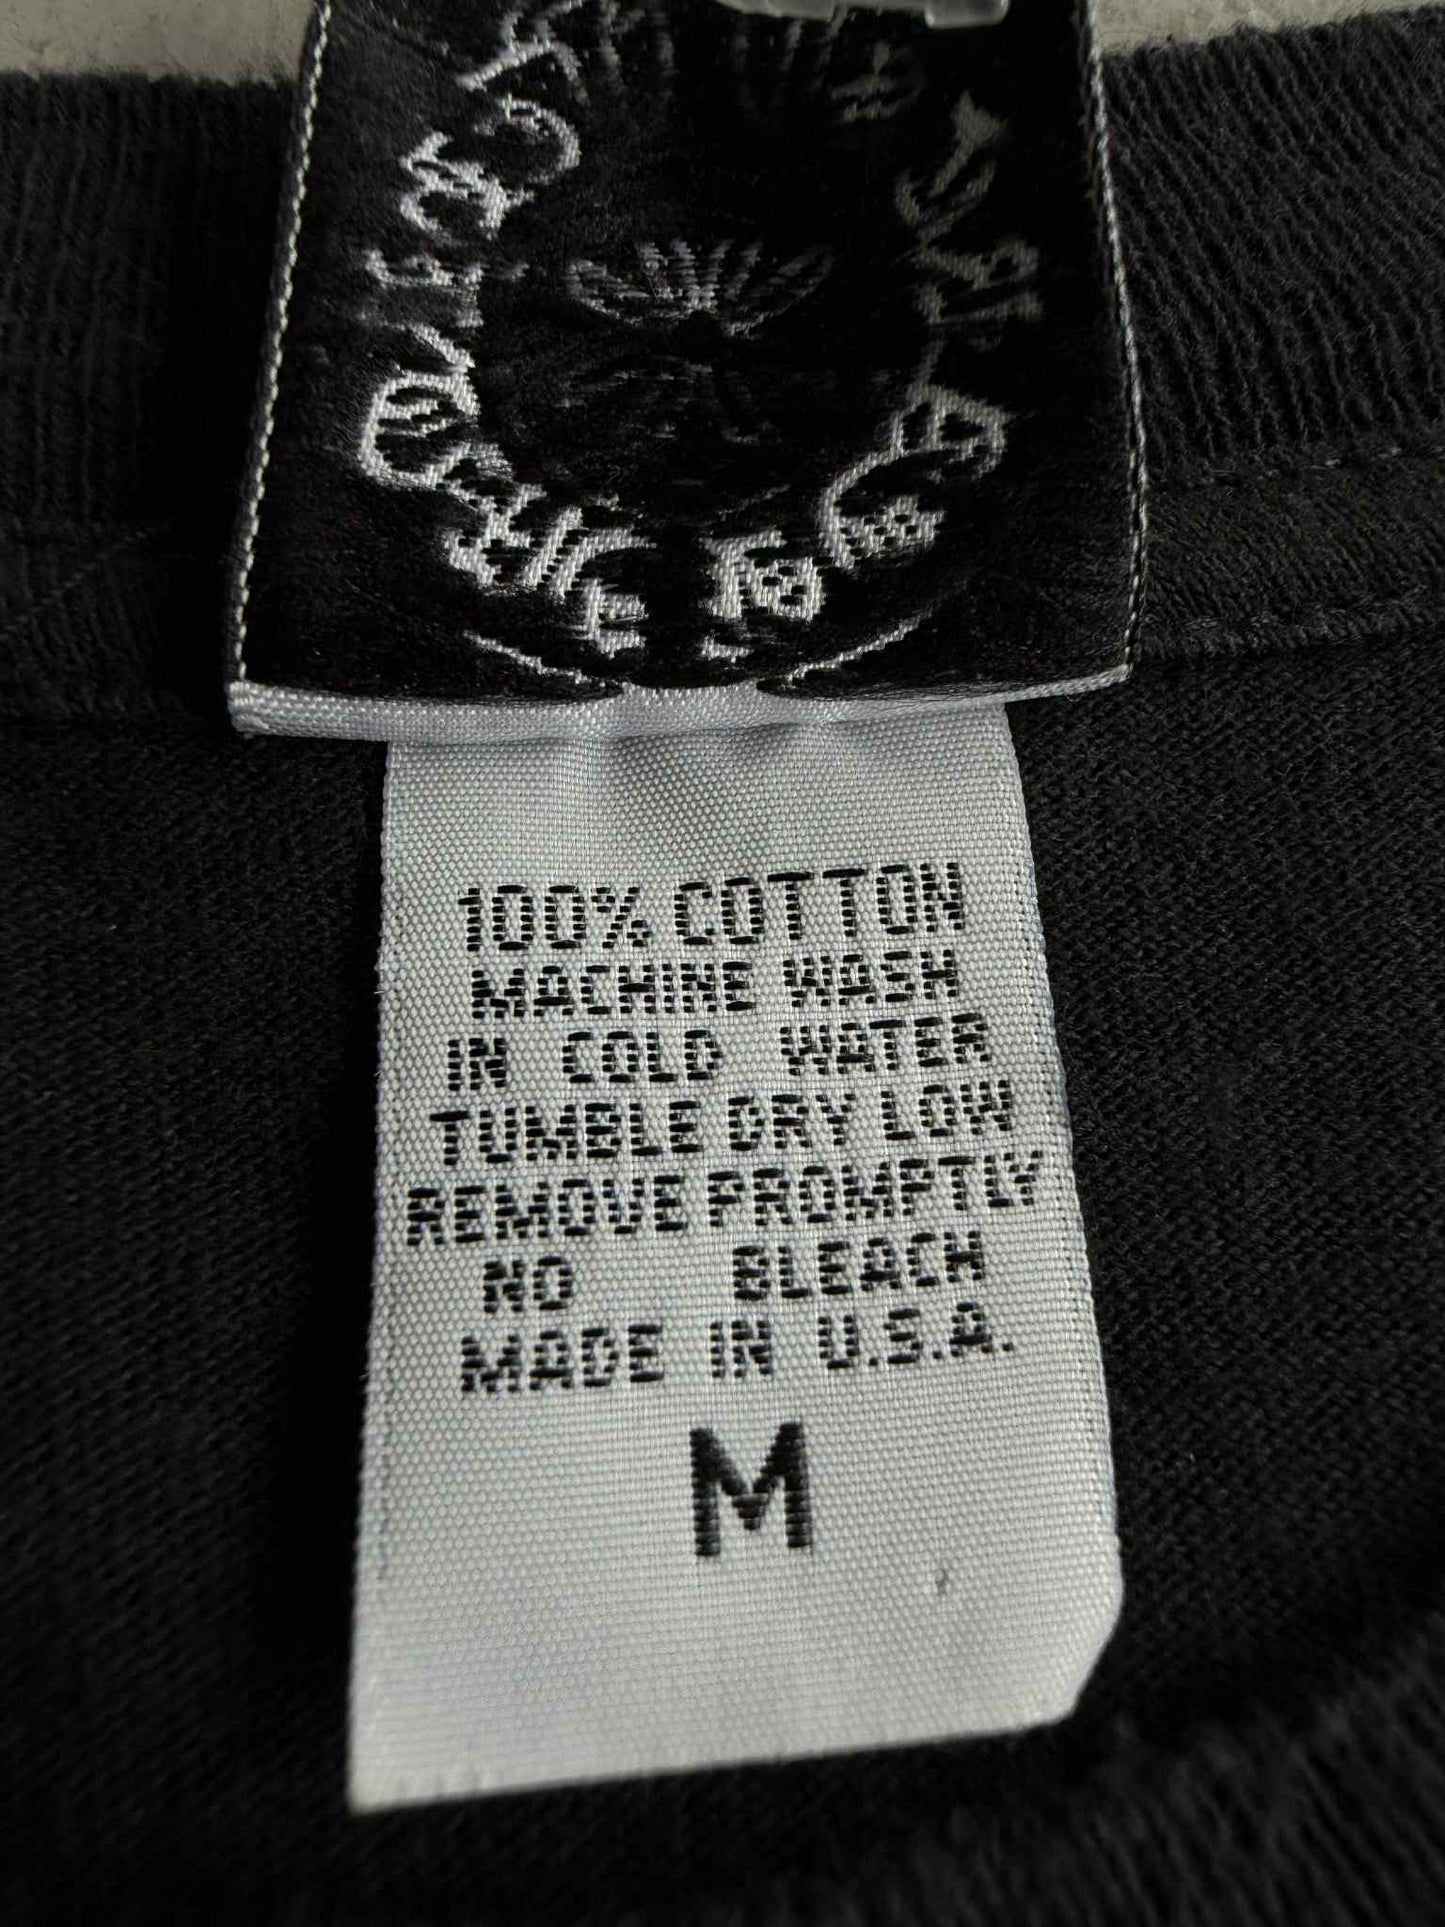 100% COTTON
MACHINE WASH
IN COLD WATER
TUMBLE DRY LOW
REMOVE PROMPTLY
NO BLEACH
MADE IN U.S.A.
M